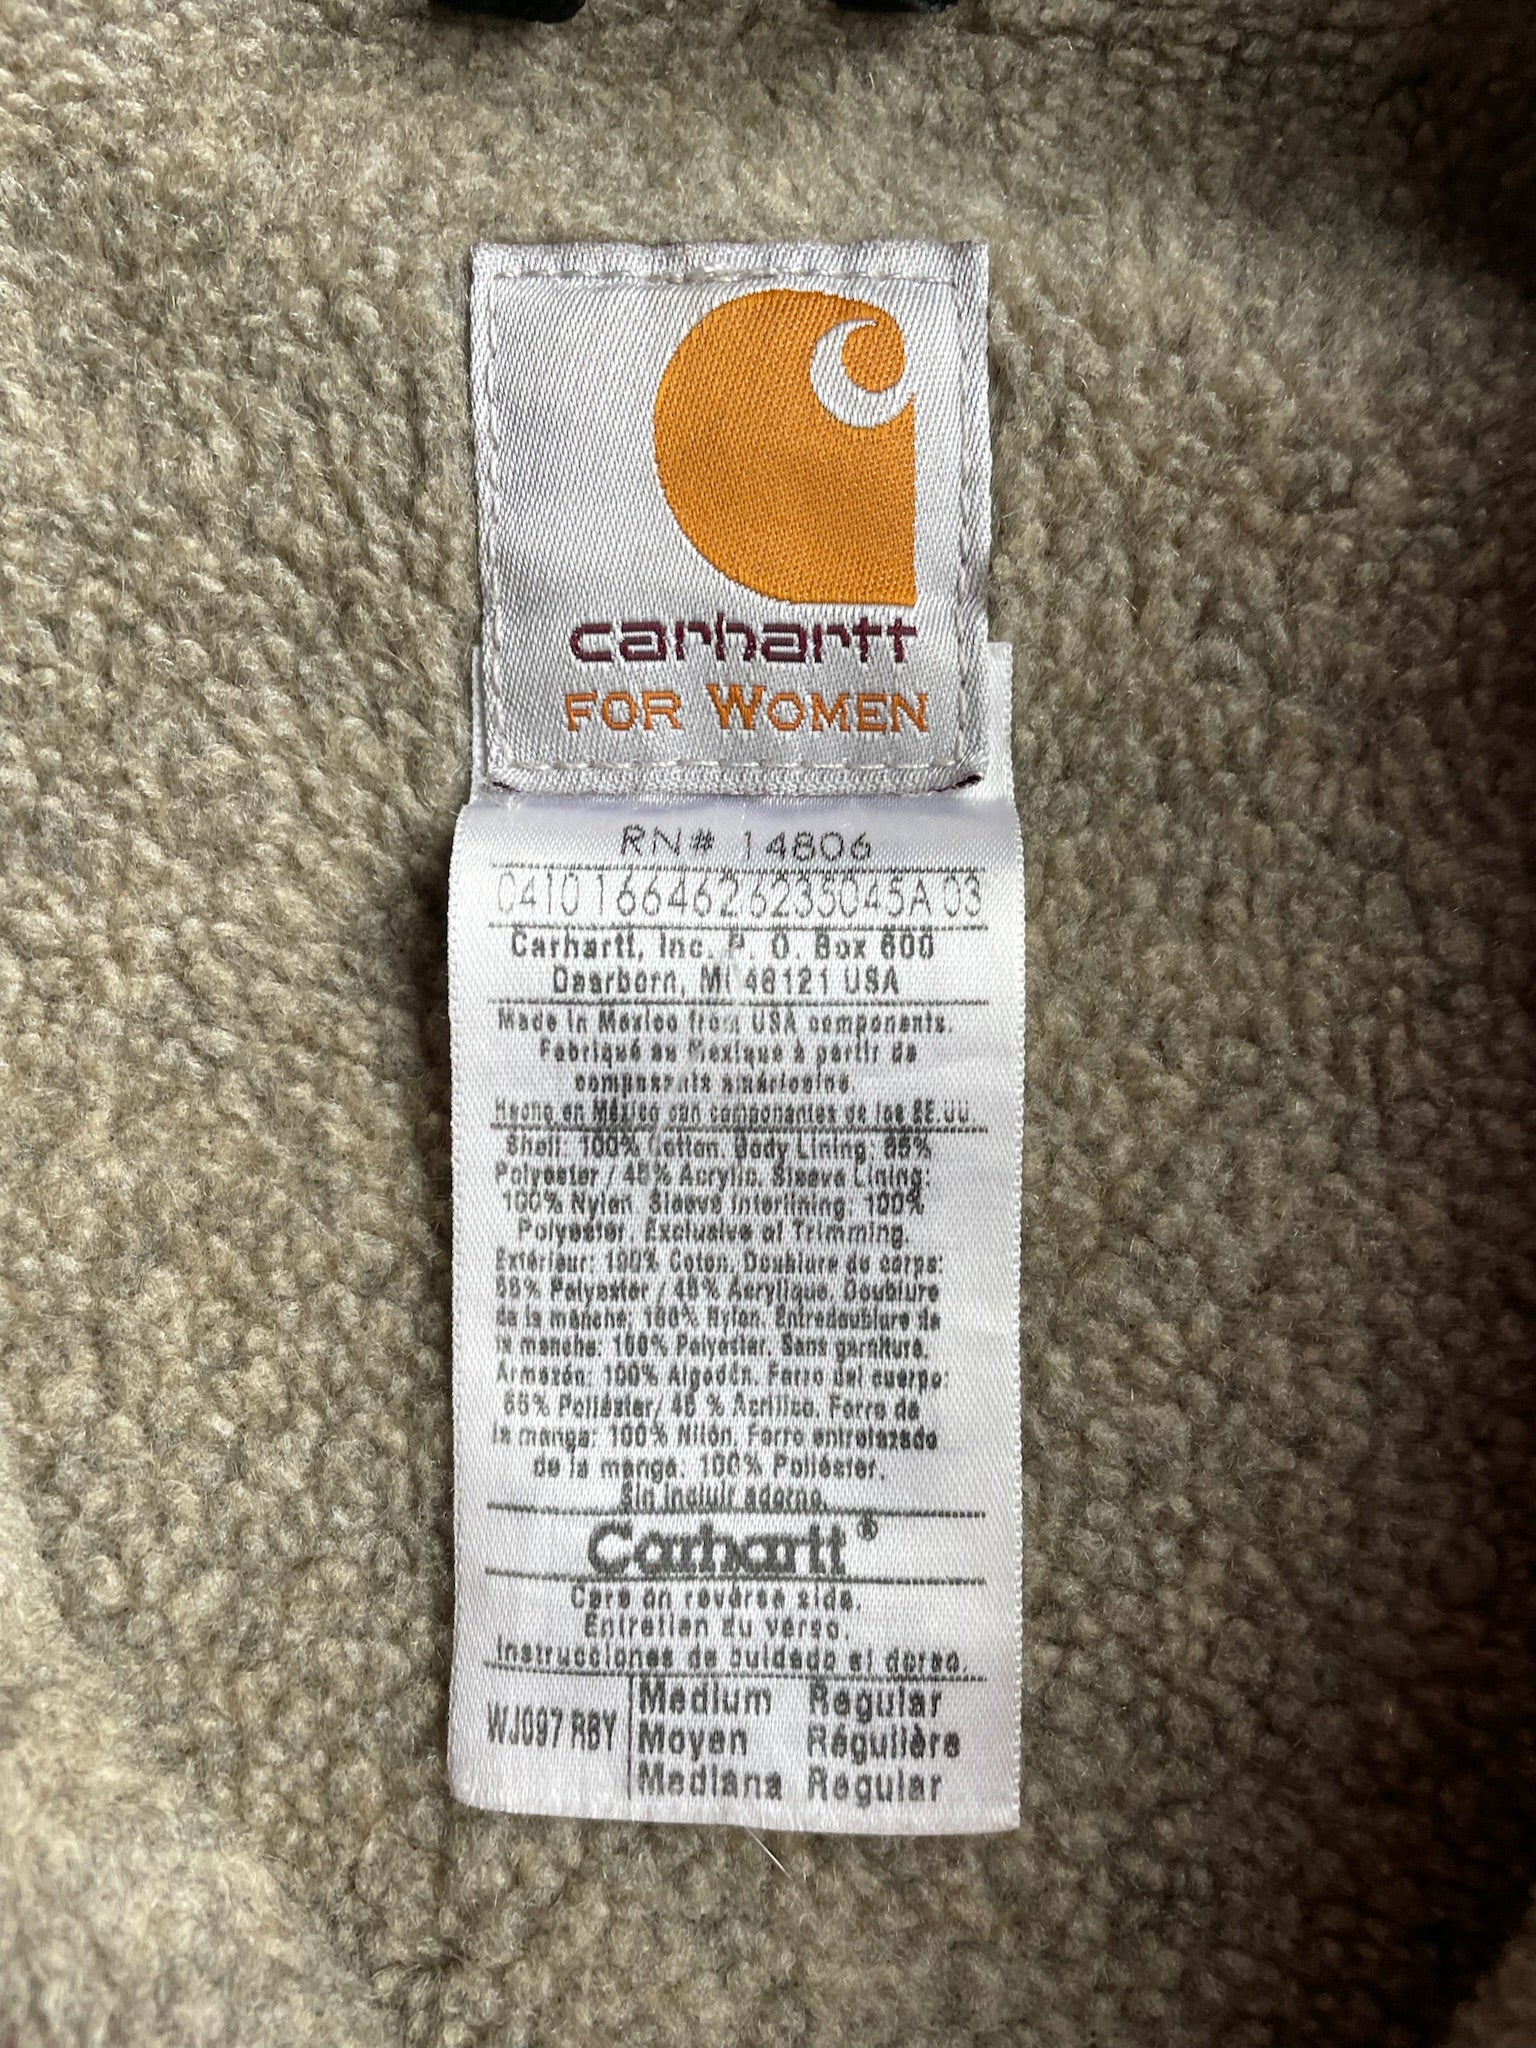 carhartt
FOR WOMEN
RN# 14806
0410 1664626235045A 03
Carhartt, Inc. P. O. Box 600
Dearborn, MI 48121 USA
Made in Mexico from USA components.
Fabriqué au Mexique à partir de
composants américains.
Hecho en México con componentes de los EE.UU.
Shell: 100% Cotton. Body Lining: 55%
Polyester / 45% Acrylic. Sleeve Lining:
100% Nylon. Sleeve Interlining: 100%
Polyester. Exclusive of Trimming.
Extérieur: 100% Coton. Doublure du corps:
55% Polyester / 45% Acrylique. Doublure
de la manche: 100% Nylon. Entredoublure de
la manche: 100% Polyester. Sans garniture.
Armazón: 100% Algodón. Forro del cuerpo:
55% Poliéster/ 45 % Acrílico. Forro de
la manga: 100% Nilón. Forro entrelazado
de la manga: 100% Poliéster.
Sin incluir adorno.
Carhartt®
Care on reverse side.
Entretien au verso.
Instrucciones de cuidado al dorso.
WJ097 RBY Medium Regular
Moyen Régulière
Mediana Regular